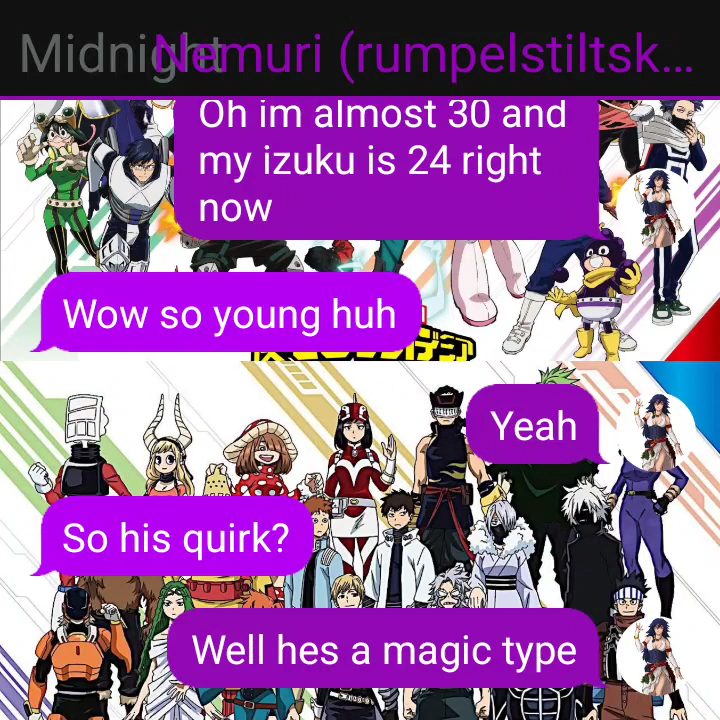 Midnight
Nemuri (rumpelstiltsk...
Oh im almost 30 and
my izuku is 24 right
now
Wow so young huh
Yeah
So his quirk?
Well hes a magic type